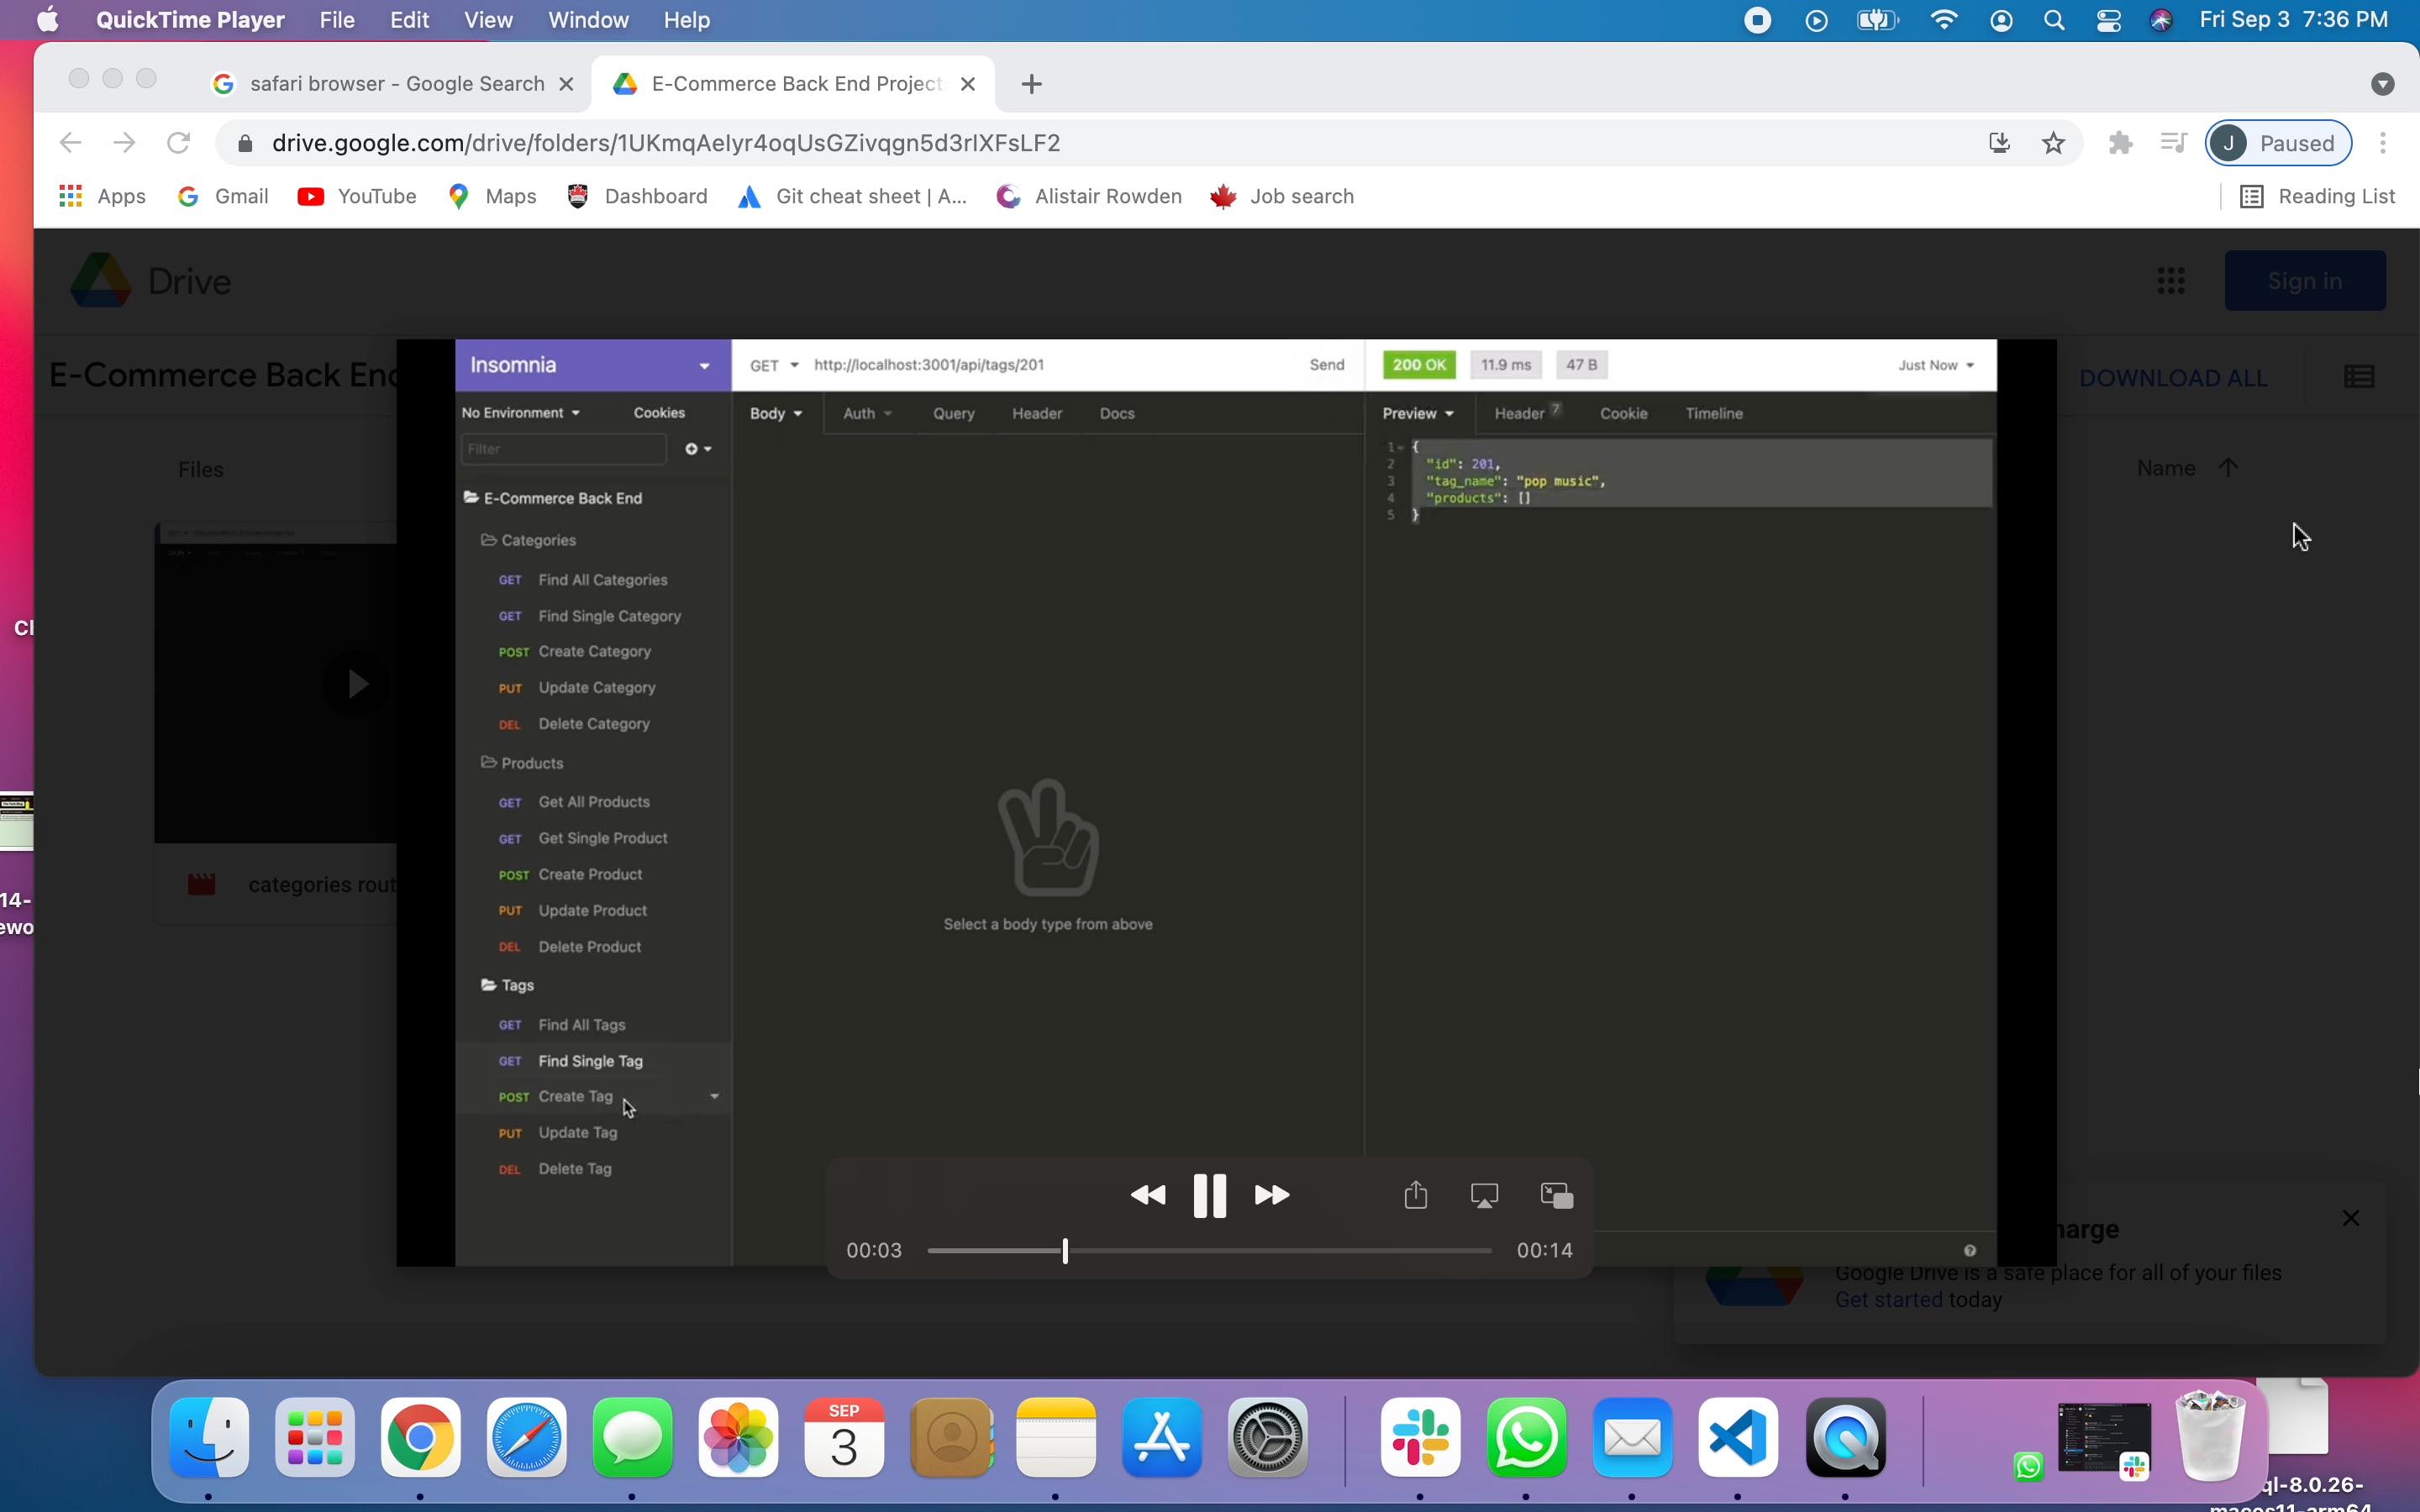 QuickTime Player File Edit View Window Help Fri Sep 3 7:36 PM
safari browser - Google Search E-Commerce Back End Project
drive.google.com/drive/folders/1UKmqAelyr4oqUsGZivqgn5d3rlXFsLF2 J Paused
Apps Gmail YouTube Maps Dashboard Git cheat sheet | A... Alistair Rowden Job search Reading List
Drive Sign in
E-Commerce Back End DOWNLOAD ALL
Files Name
categories rout
Insomnia GET http://localhost:3001/api/tags/201 Send 200 OK 11.9 ms 47 B Just Now
No Environment Cookies Body Auth Query Header Docs Preview Header 7 Cookie Timeline
Filter
1 {
2 "id": 201,
3 "tag_name": "pop music",
4 "products": []
5 }
E-Commerce Back End
Categories
GET Find All Categories
GET Find Single Category
POST Create Category
PUT Update Category
DEL Delete Category
Products
GET Get All Products
GET Get Single Product
POST Create Product
PUT Update Product
DEL Delete Product
Tags
GET Find All Tags
GET Find Single Tag
POST Create Tag
PUT Update Tag
DEL Delete Tag
Select a body type from above
00:03 00:14
harge
Google Drive is a safe place for all of your files
Get started today
Cl
14-
ewo
SEP
3
ql-8.0.26-
macos11-arm64